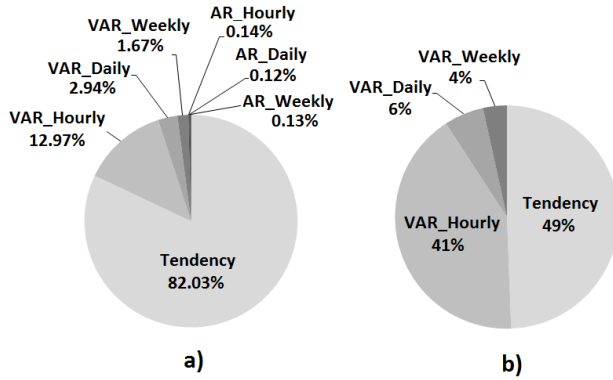 AR_Hourly
0.14%
VAR_Weekly
1.67%
AR_Daily
0.12%
VAR_Daily
2.94%
AR_Weekly
0.13%
VAR_Hourly
12.97%
Tendency
82.03%
a)
VAR_Weekly
4%
VAR_Daily
6%
Tendency
49%
VAR_Hourly
41%
b)